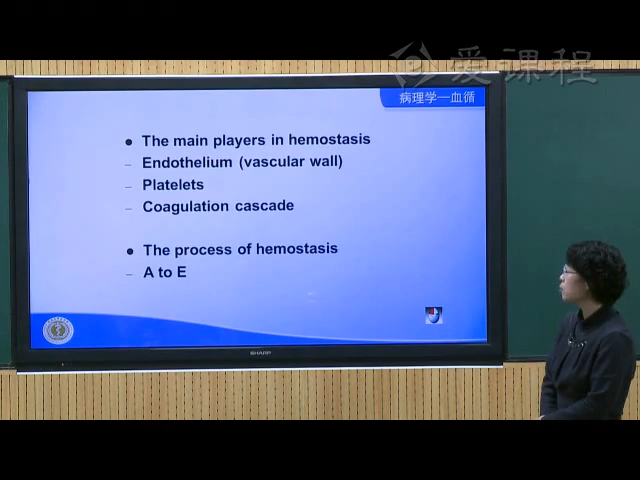 爱课程
病理学—血循
The main players in hemostasis
Endothelium (vascular wall)
Platelets
Coagulation cascade
The process of hemostasis
A to E
SHARP